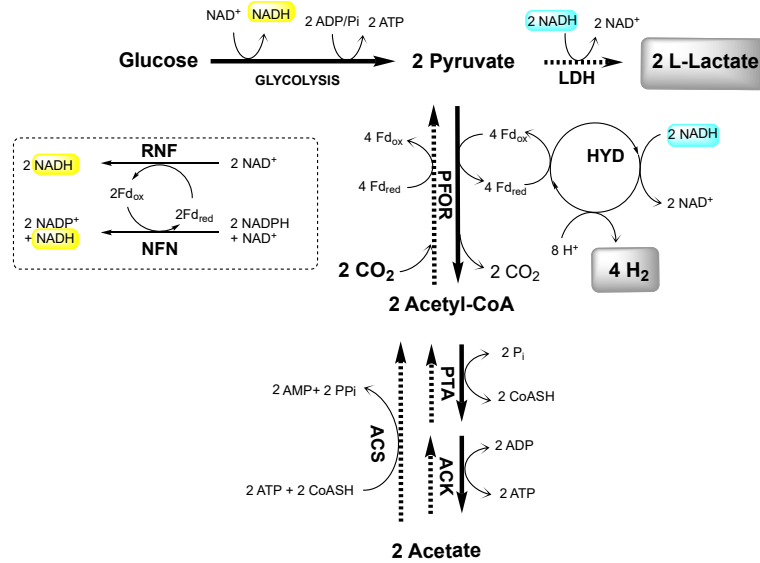 NAD⁺ NADH 2 ADP/Pi 2 ATP
2 NADH 2 NAD⁺
Glucose 2 Pyruvate 2 L-Lactate
GLYCOLYSIS LDH
RNF
2 NADH 2 NAD⁺
2Fdox 2Fdred
2 NADP⁺ + NADH 2 NADPH + NAD⁺
NFN
4 Fdox 4 Fdox
4 Fdred 4 Fdred
PFOR
HYD
2 NADH
2 NAD⁺
8 H⁺
4 H₂
2 CO₂ 2 CO₂
2 Acetyl-CoA
2 Pi
PTA
2 CoASH
2 AMP+ 2 PPi
ACS
2 ATP + 2 CoASH
2 ADP
ACK
2 ATP
2 Acetate